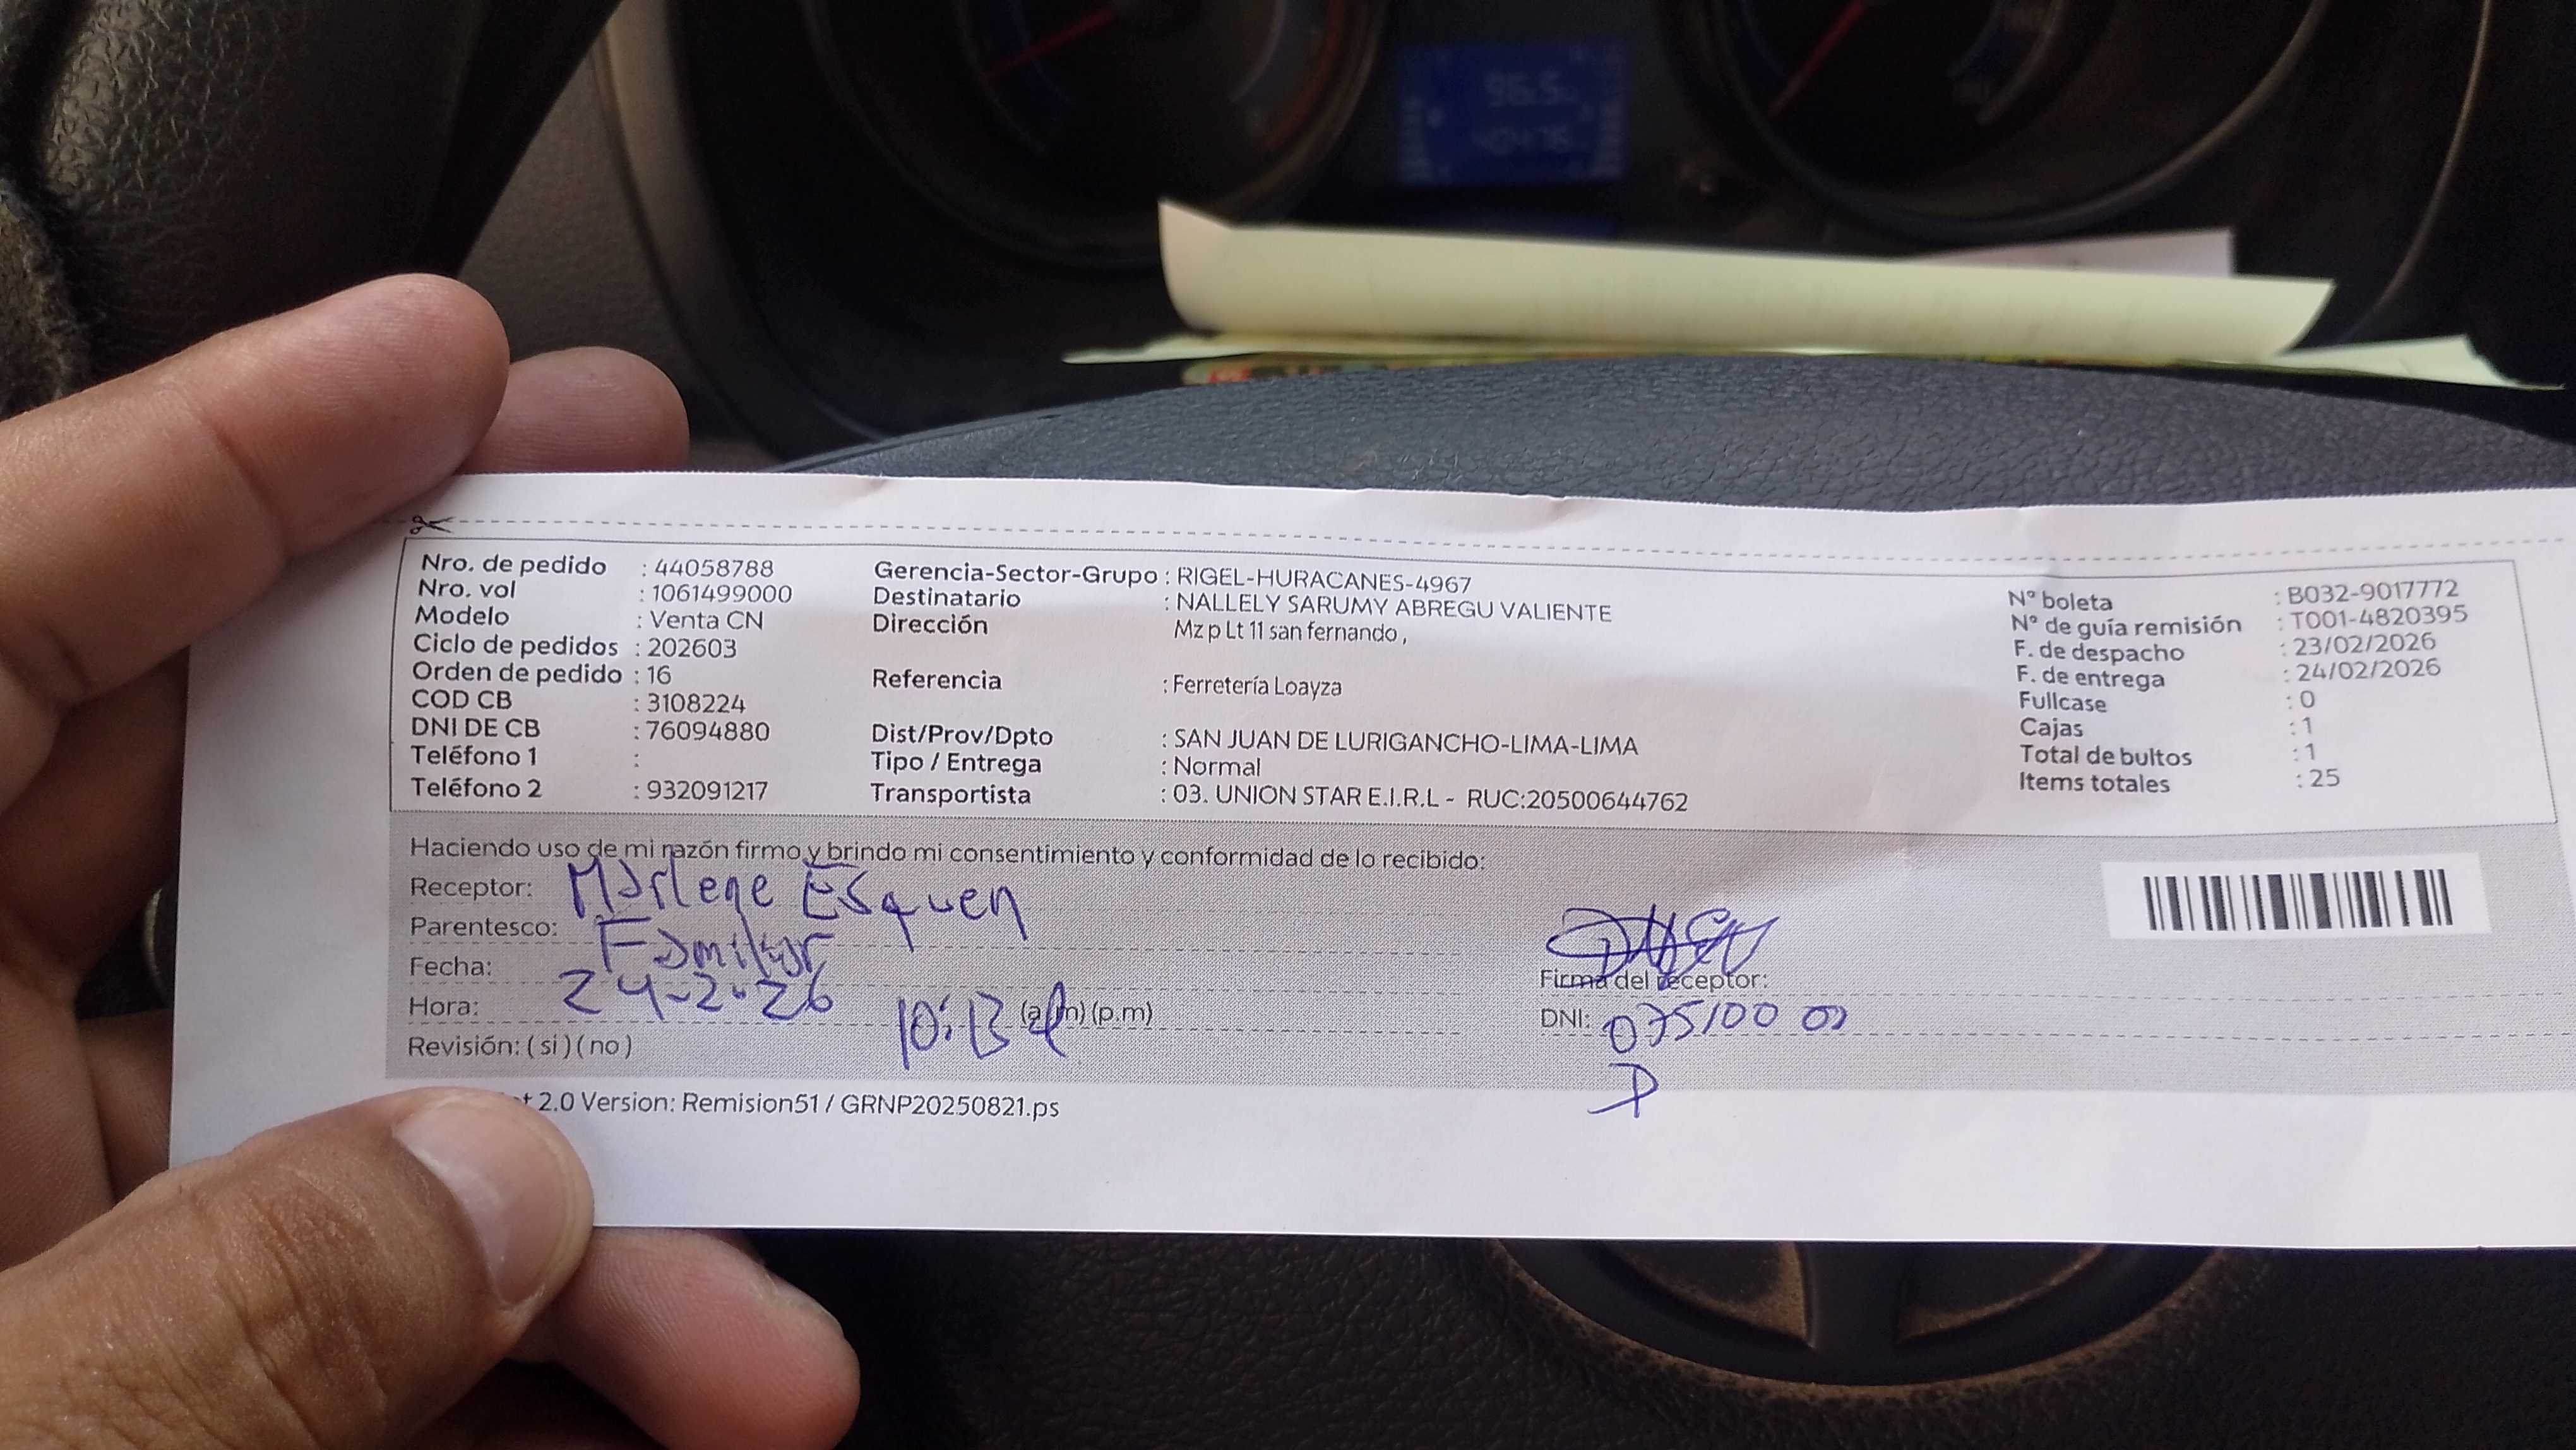 96.5
Nro. de pedido : 44058788
Nro. vol : 1061499000
Modelo : Venta CN
Ciclo de pedidos : 202603
Orden de pedido : 16
COD CB : 3108224
DNI DE CB : 76094880
Teléfono 1 :
Teléfono 2 : 932091217
Gerencia-Sector-Grupo : RIGEL-HURACANES-4967
Destinatario : NALLELY SARUMY ABREGU VALIENTE
Dirección Mz p Lt 11 san fernando ,
Referencia : Ferretería Loayza
Dist/Prov/Dpto : SAN JUAN DE LURIGANCHO-LIMA-LIMA
Tipo / Entrega : Normal
Transportista : 03. UNION STAR E.I.R.L - RUC:20500644762
N° boleta : B032-9017772
N° de guía remisión : T001-4820395
F. de despacho : 23/02/2026
F. de entrega : 24/02/2026
Fullcase : 0
Cajas : 1
Total de bultos : 1
Items totales : 25
Haciendo uso de mi razón firmo y brindo mi consentimiento y conformidad de lo recibido:
Receptor: Marlene Esquen
Parentesco: Familiar
Fecha: 24-2-26
Hora: 10:13 (a.m) (p.m)
Revisión: ( si ) ( no )
Firma del receptor:
DNI:
2.0 Version: Remision51 / GRNP20250821.ps